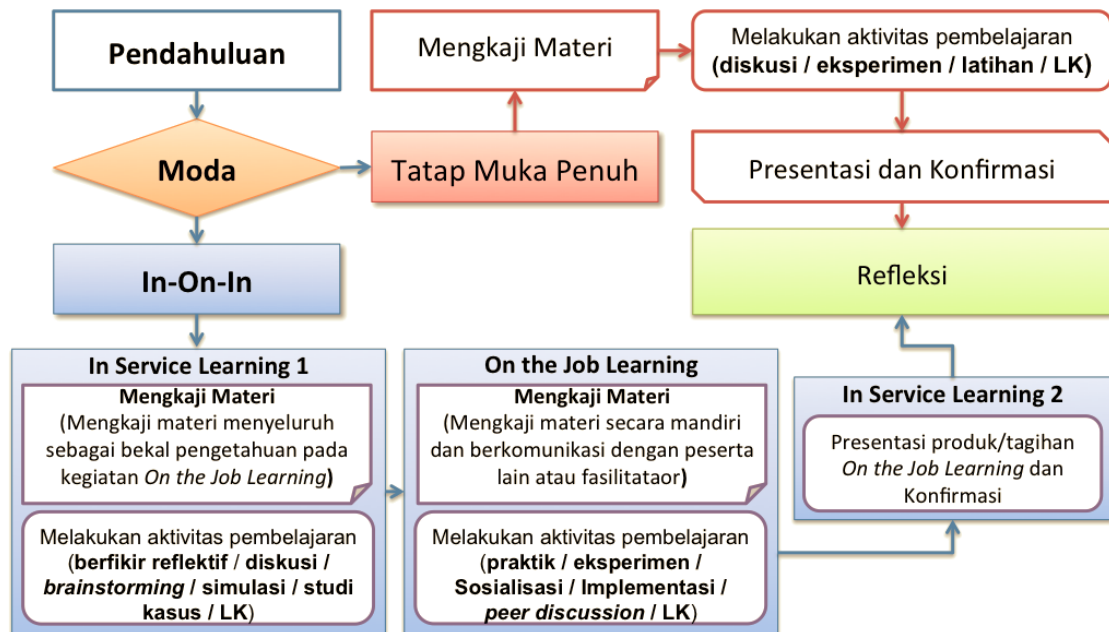 Pendahuluan
Moda
Tatap Muka Penuh
Mengkaji Materi
Melakukan aktivitas pembelajaran
(diskusi / eksperimen / latihan / LK)
Presentasi dan Konfirmasi
Refleksi
In-On-In
In Service Learning 1
Mengkaji Materi
(Mengkaji materi menyeluruh
sebagai bekal pengetahuan pada
kegiatan On the Job Learning)
Melakukan aktivitas pembelajaran
(berfikir reflektif / diskusi /
brainstorming / simulasi / studi
kasus / LK)
On the Job Learning
Mengkaji Materi
(Mengkaji materi secara mandiri
dan berkomunikasi dengan peserta
lain atau fasilitataor)
Melakukan aktivitas pembelajaran
(praktik / eksperimen /
Sosialisasi / Implementasi /
peer discussion / LK)
In Service Learning 2
Presentasi produk/tagihan
On the Job Learning dan
Konfirmasi